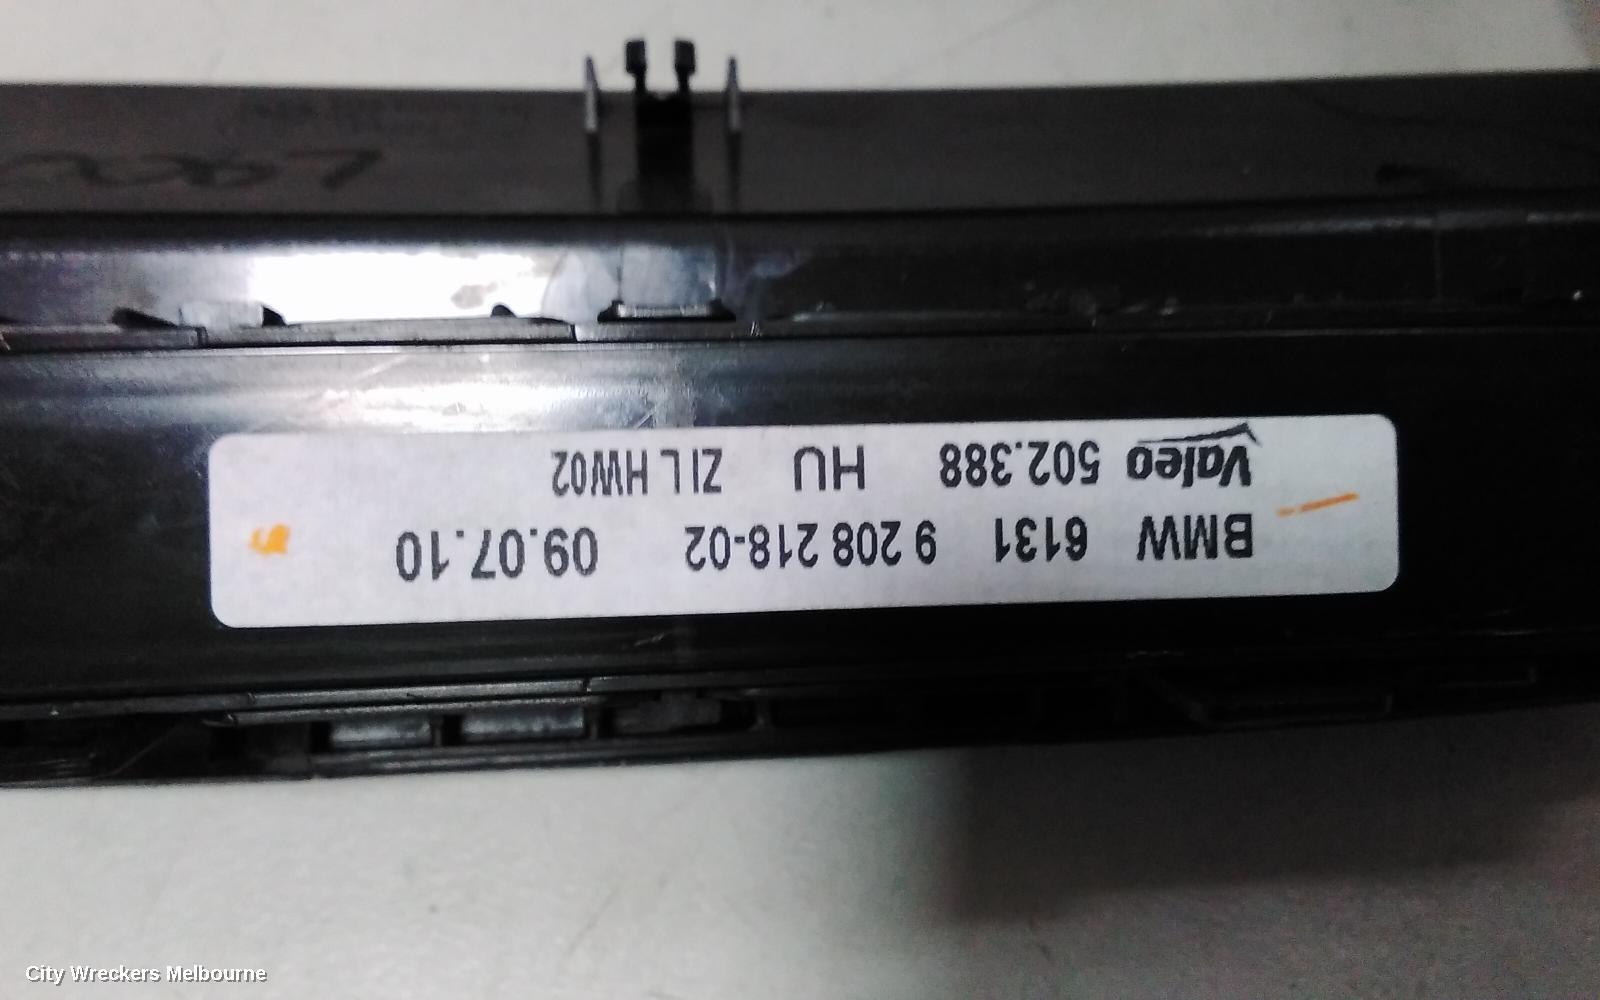 BMW 6131 9 208 218-02 09.07.10
Valeo 502.388 HU ZI L HW02
City Wreckers Melbourne